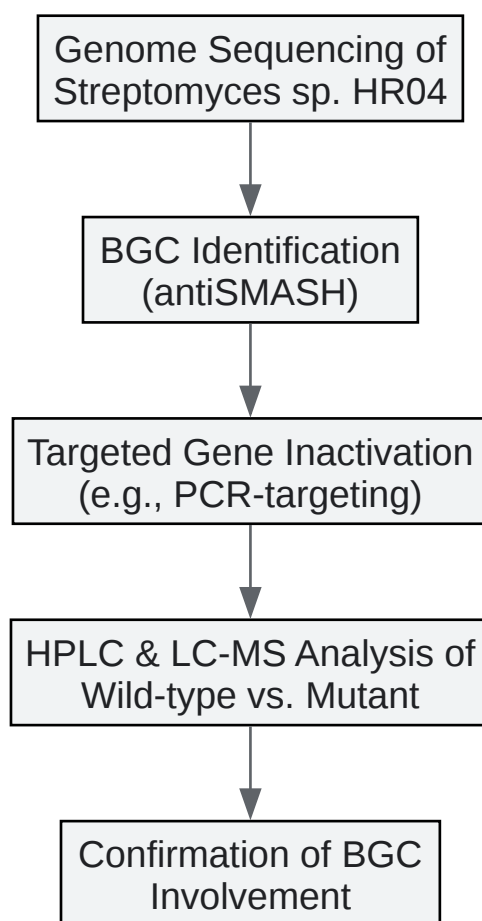 Genome Sequencing of
Streptomyces sp. HR04
BGC Identification
(antiSMASH)
Targeted Gene Inactivation
(e.g., PCR-targeting)
HPLC & LC-MS Analysis of
Wild-type vs. Mutant
Confirmation of BGC
Involvement